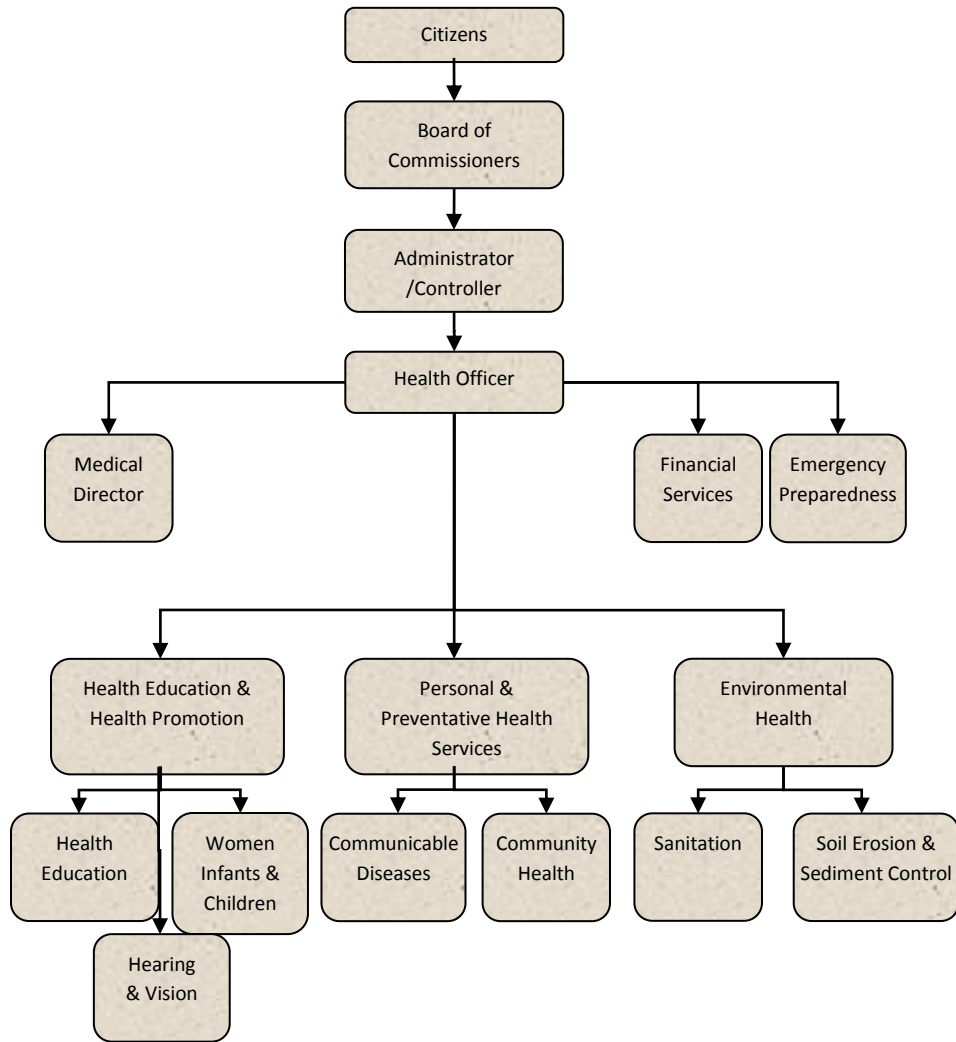 Citizens
Board of
Commissioners
Administrator
/Controller
Health Officer
Medical
Director
Financial
Services
Emergency
Preparedness
Health Education &
Health Promotion
Personal &
Preventative Health
Services
Environmental
Health
Health
Education
Women
Infants &
Children
Communicable
Diseases
Community
Health
Sanitation
Soil Erosion &
Sediment Control
Hearing
& Vision